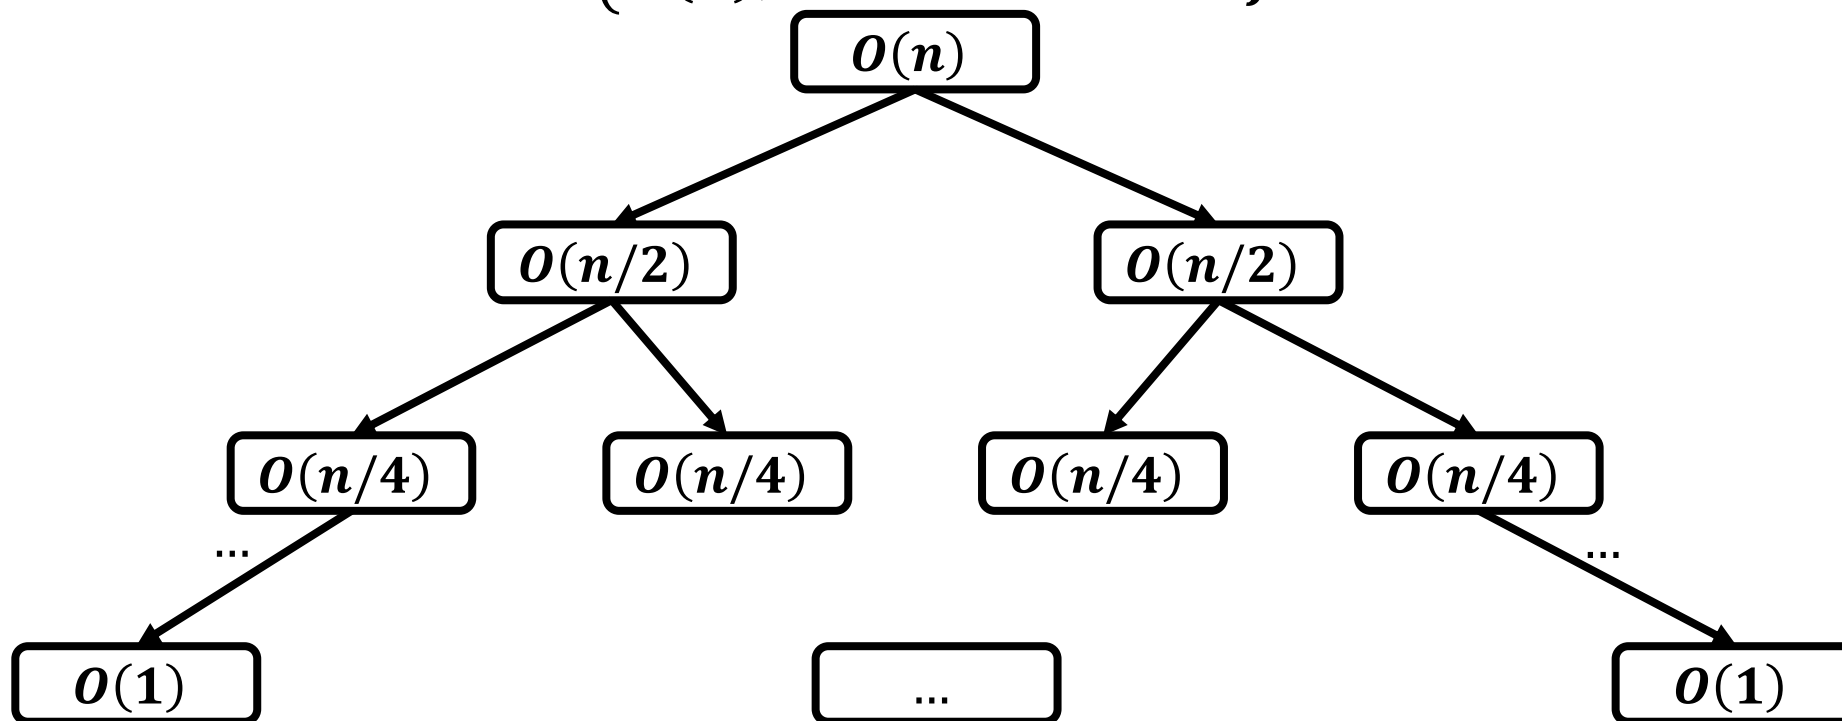 O(n)
O(n/2) O(n/2)
O(n/4) O(n/4) O(n/4) O(n/4)
... ...
O(1) ... O(1)